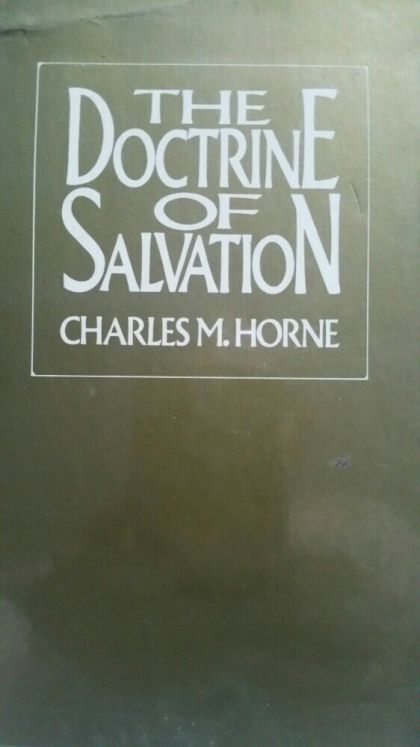 THE
DOCTRINE
OF
SALVATION
CHARLES M. HORNE